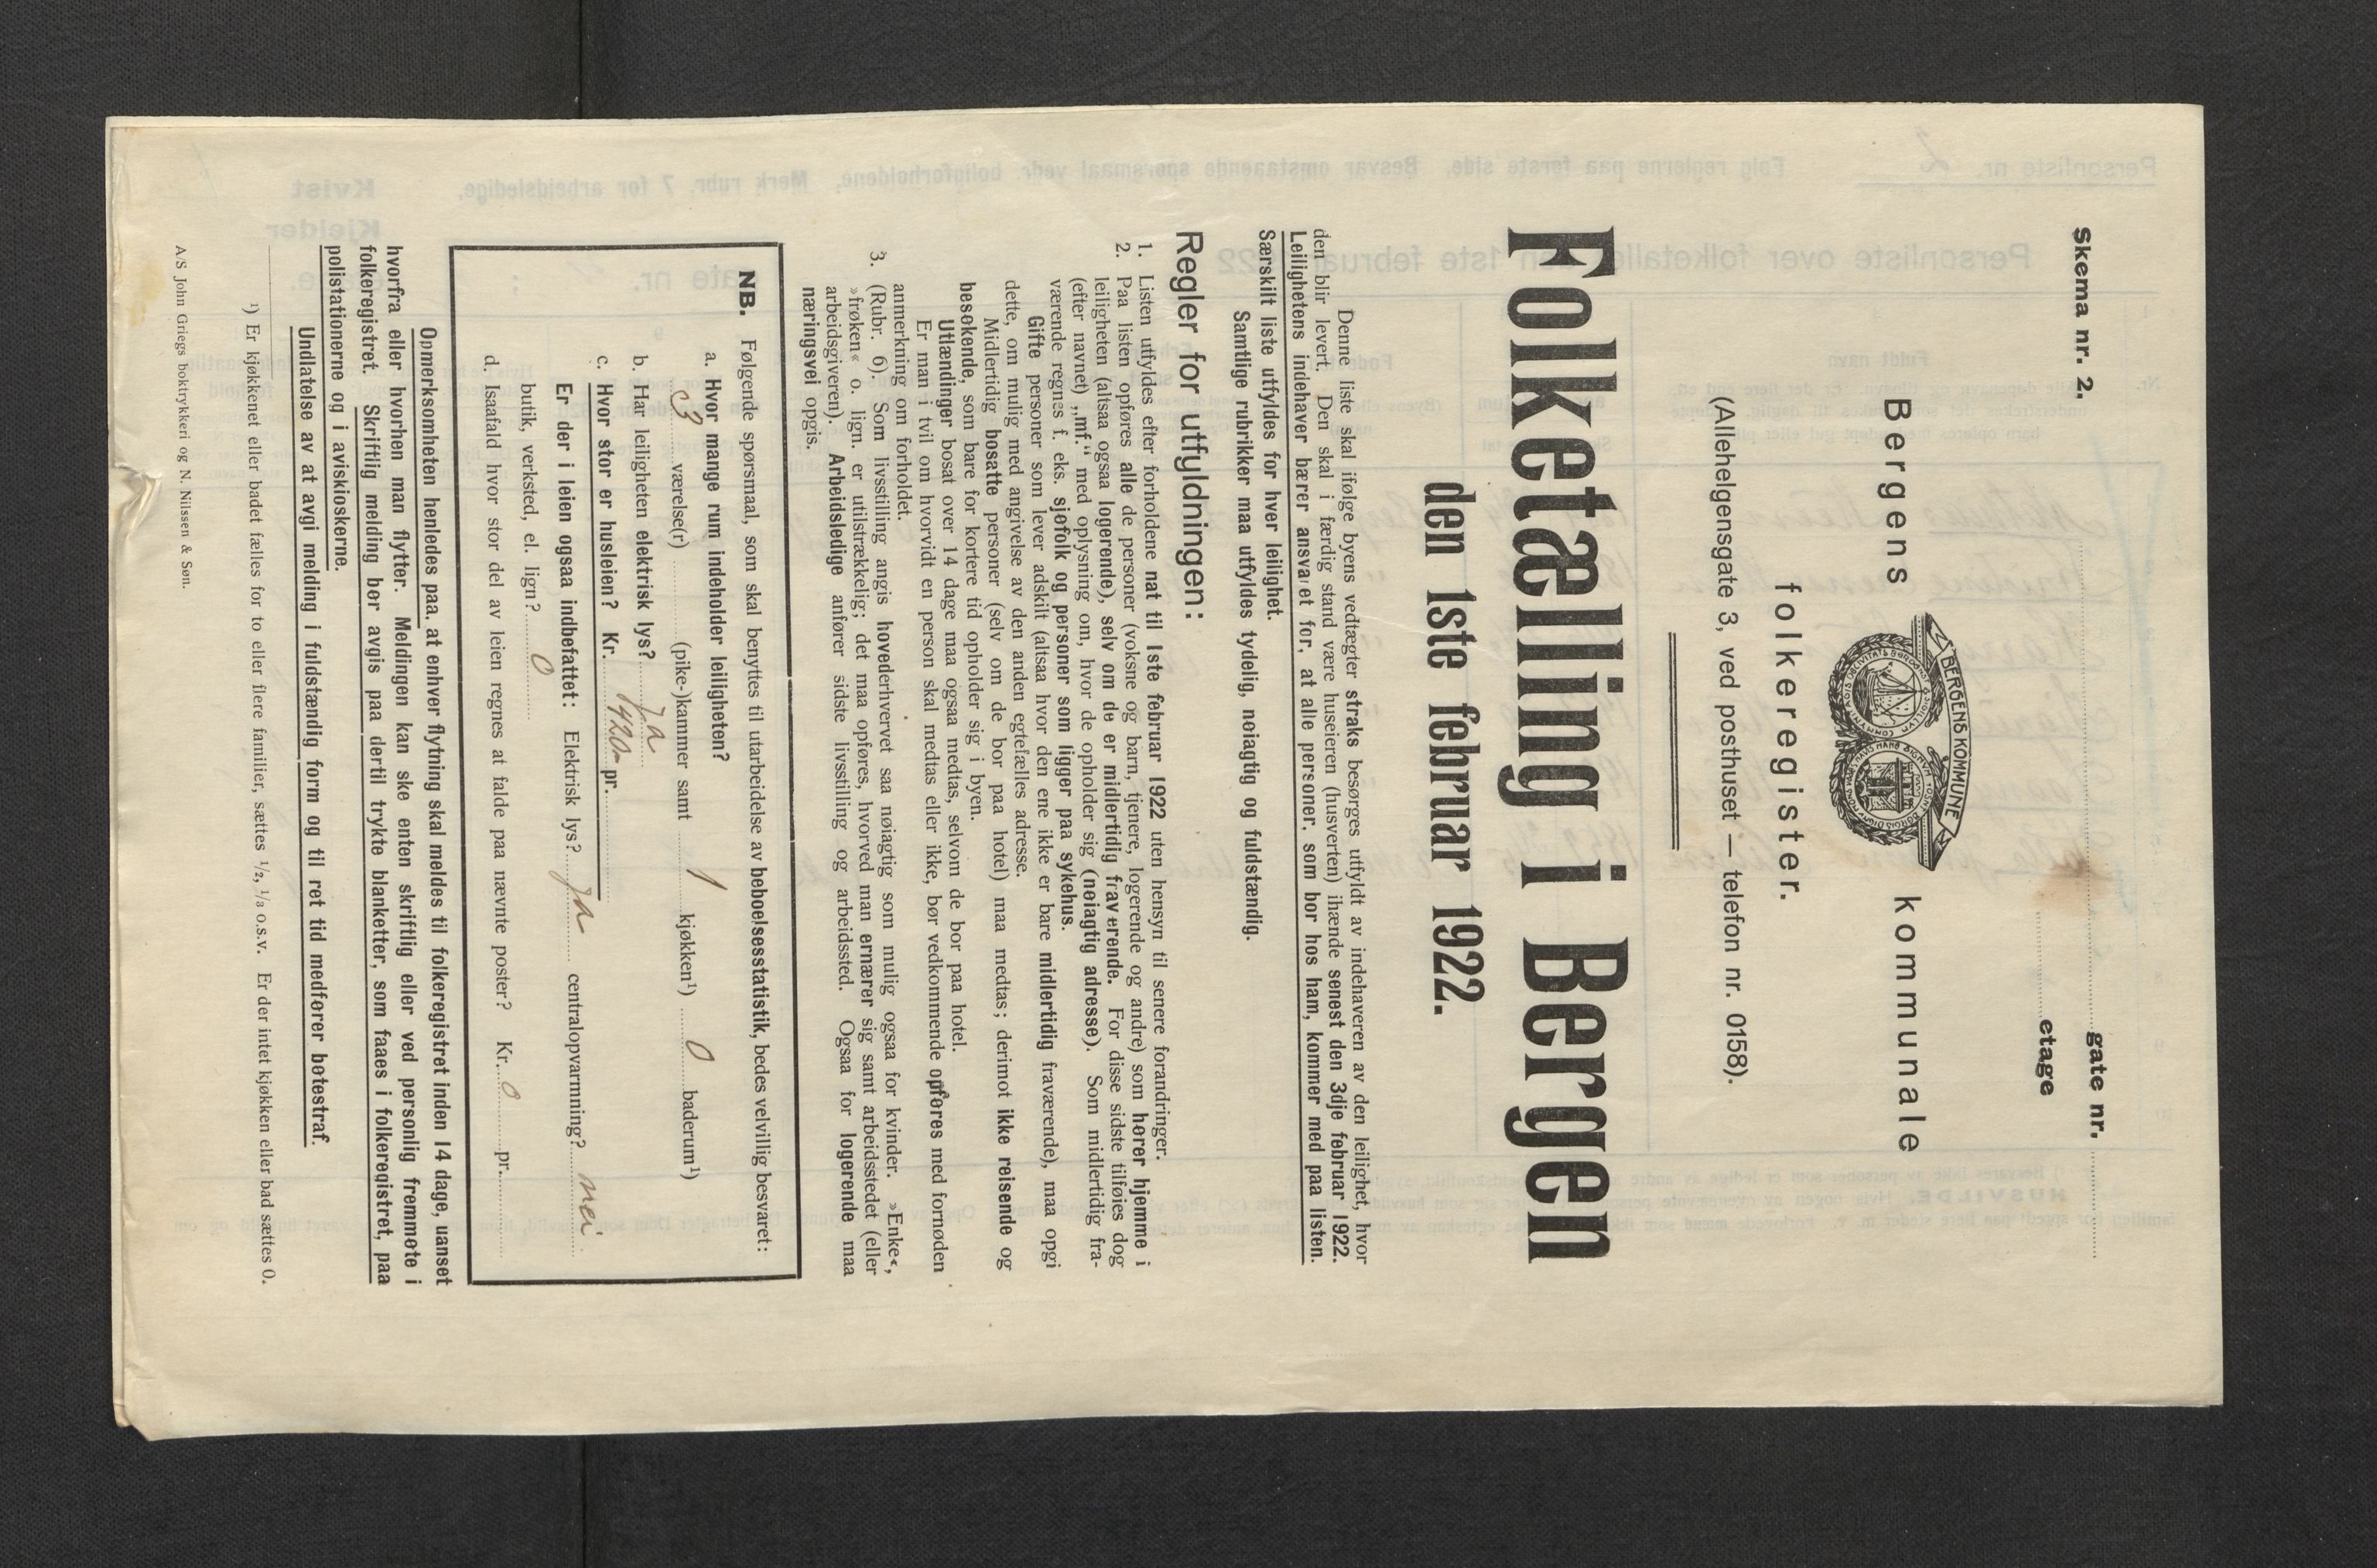 Skema nr. 2.
gate nr.
etage
Bergens kommunale
BERGENS KOMMUNE
folkeregister.
(Allehelgensgate 3, ved posthuset — telefon nr. 0158).
Folketælling i Bergen
den 1ste februar 1922.
Denne liste skal ifølge byens vedtægter straks besørges utfyldt av indehaveren av den leilighet, hvor
den blir levert. Den skal i færdig stand være huseieren (husverten) ihænde senest den 3dje februar 1922.
Leilighetens indehaver bærer ansvaret for, at alle personer, som bor hos ham, kommer med paa listen.
Særskilt liste utfyldes for hver leilighet.
Samtlige rubrikker maa utfyldes tydelig, nøiagtig og fuldstændig.
Regler for utfyldningen:
1. Listen utfyldes efter forholdene nat til 1ste februar 1922 uten hensyn til senere forandringer.
2. Paa listen opføres alle de personer (voksne og barn, tjenere, logerende og andre) som hører hjemme i
leiligheten (altsaa ogsaa logerende), selv om de er midlertidig fraværende. For disse sidste tilføies dog
(efter navnet) „mf.“ med oplysning om, hvor de opholder sig (nøiagtig adresse). Som midlertidig fra-
værende regnes f. eks. sjøfolk og personer som ligger paa sykehus.
Gifte personer som lever adskilt (altsaa hvor den ene ikke er bare midlertidig fraværende), maa opgi
dette, om mulig med angivelse av den anden egtefælles adresse.
Midlertidig bosatte personer (selv om de bor paa hotel) maa medtas; derimot ikke reisende og
besøkende, som bare for kortere tid opholder sig i byen.
Utlændinger bosat over 14 dage maa ogsaa medtas, selvom de bor paa hotel.
Er man i tvil om hvorvidt en person skal medtas eller ikke, bør vedkommende opføres med fornøden
anmerkning om forholdet.
3. (Rubr. 6). Som livsstilling angis hovederhvervet saa nøiagtig som mulig ogsaa for kvinder. »Enke«,
»frøken« o. lign. er utilstrækkelig; det maa opføres, hvorved man ernærer sig samt arbeidsstedet (eller
arbeidsgiveren). Arbeidsledige anfører sidste livsstilling og arbeidssted. Ogsaa for logerende maa
næringsvei opgis.
NB. Følgende spørsmaal, som skal benyttes til utarbeidelse av beboelsesstatistik, bedes velvillig besvaret:
a. Hvor mange rum indeholder leiligheten?
3 værelse(r) (pike-)kammer samt 1 kjøkken¹) 0 baderum¹)
b. Har leiligheten elektrisk lys? Ja
c. Hvor stor er husleien? Kr. 1420 pr.
Er der i leien ogsaa indbefattet: Elektrisk lys? Ja centralopvarmning? nei
butik, verksted, el. lign? 0
d. Isaafald hvor stor del av leien regnes at falde paa nævnte poster? Kr. 0 pr.
Opmerksomheten henledes paa, at enhver flytning skal meldes til folkeregistret inden 14 dage, uanset
hvorfra eller hvorhen man flytter. Meldingen kan ske enten skriftlig eller ved personlig fremmøte i
folkeregistret. Skriftlig melding bør avgis paa dertil trykte blanketter, som faaes i folkeregistret, paa
polistationerne og i aviskioskerne.
Undlatelse av at avgi melding i fuldstændig form og til ret tid medfører bøtestraf.
¹) Er kjøkkenet eller badet fælles for to eller flere familier, sættes ¹/₂, ¹/₃ o.s.v. Er der intet kjøkken eller bad sættes 0.
A/S John Griegs boktrykkeri og N. Nilssen & Søn.